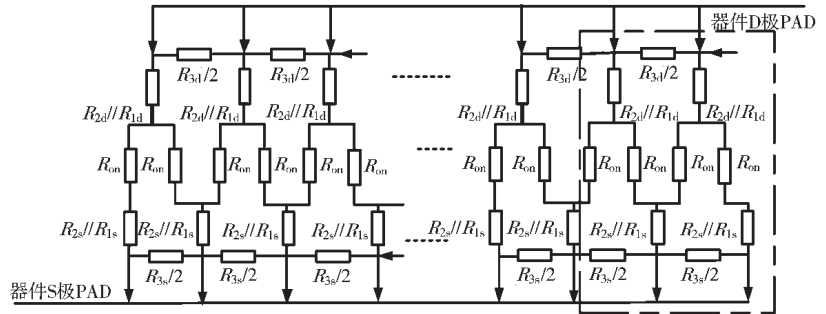 器件D极PAD
R3d/2 R3d/2 R3d/2 R3d/2
R2d//R1d R2d//R1d R2d//R1d R2d//R1d R2d//R1d R2d//R1d
Ron Ron Ron Ron Ron Ron Ron Ron Ron Ron Ron
R2s//R1s R2s//R1s R2s//R1s R2s//R1s R2s//R1s R2s//R1s R2s//R1s R2s//R1s
R3s/2 R3s/2 R3s/2 R3s/2 R3s/2 R3s/2
器件S极PAD